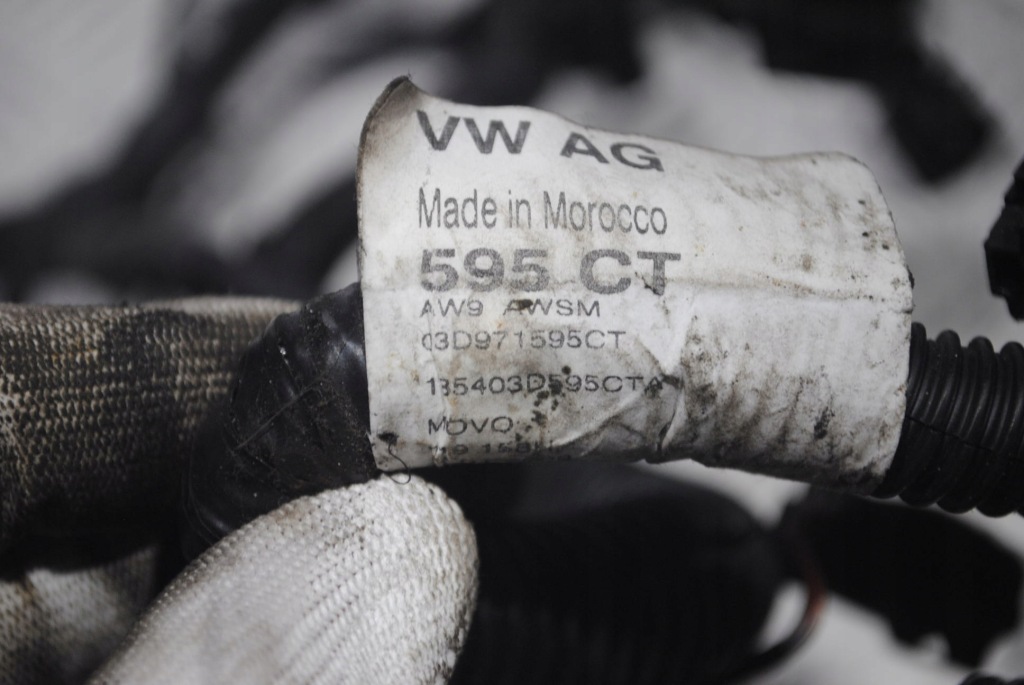 VW AG
Made in Morocco
595 CT
AW9 AWSM
03D971595CT
135403D595CTA
MOVO